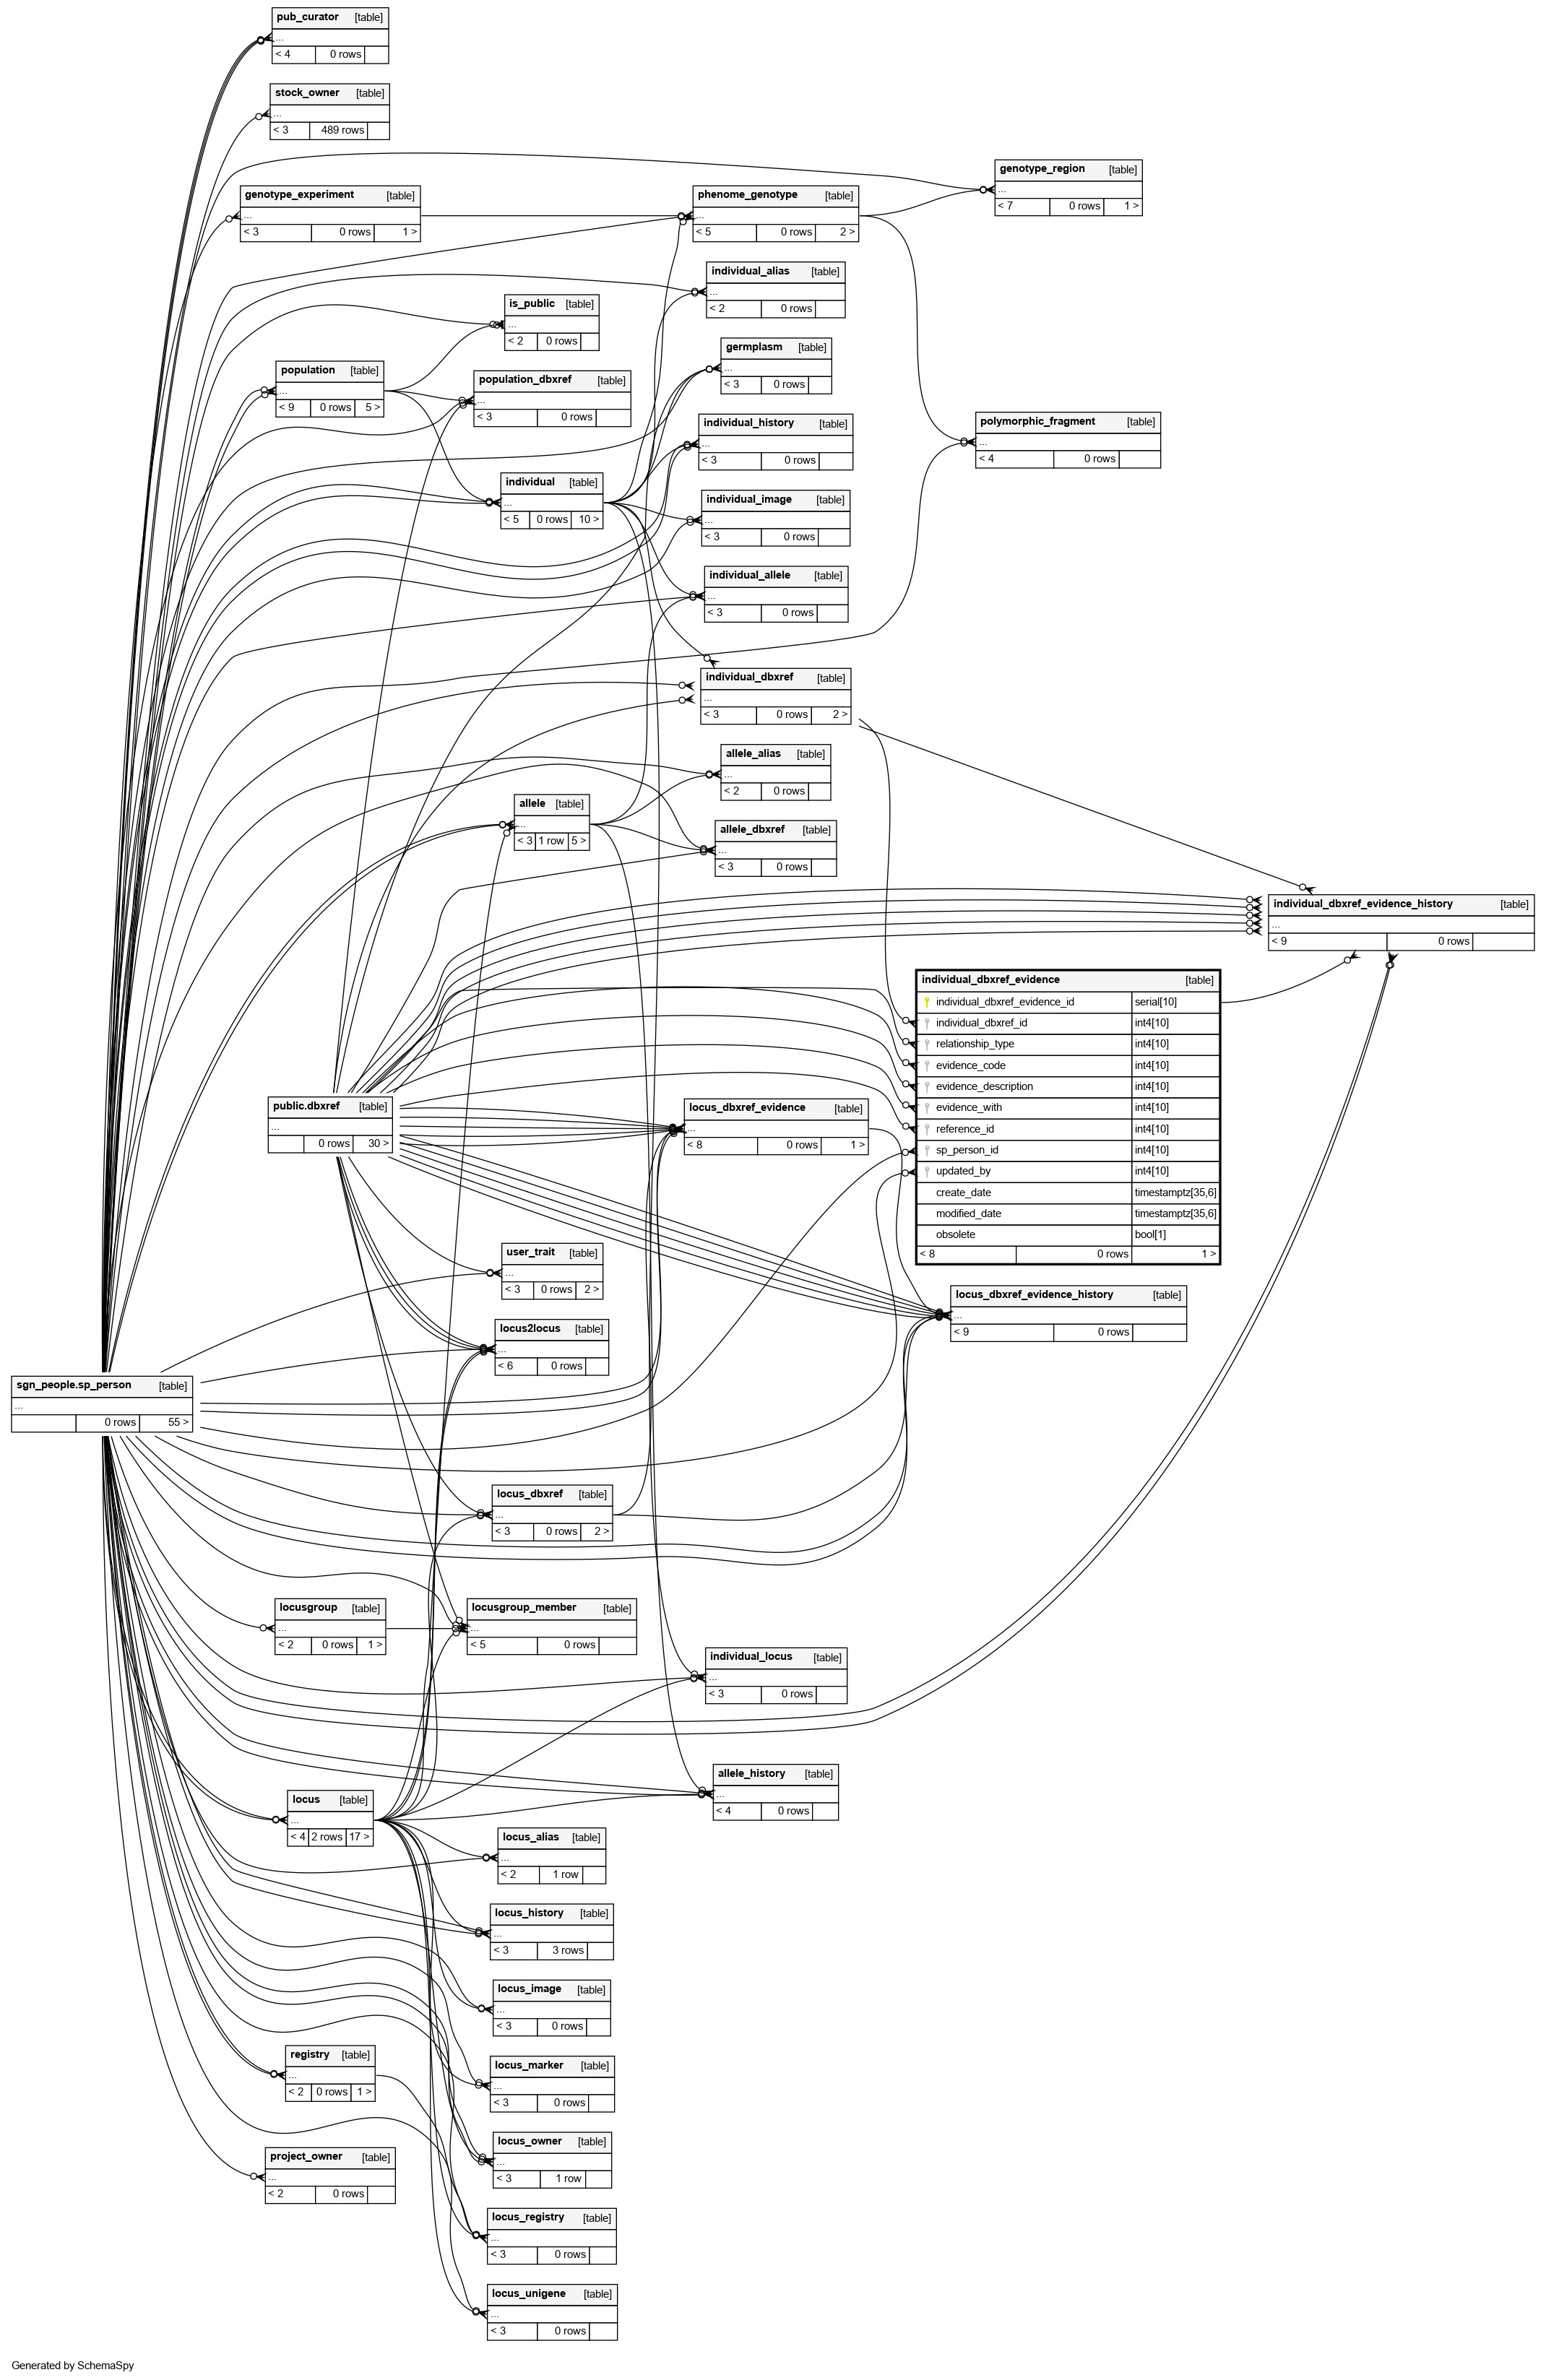 pub_curator [table]
...
< 4 0 rows
stock_owner [table]
...
< 3 489 rows
genotype_region [table]
...
< 7 0 rows 1 >
genotype_experiment [table]
...
< 3 0 rows 1 >
phenome_genotype [table]
...
< 5 0 rows 2 >
individual_alias [table]
...
< 2 0 rows
is_public [table]
...
< 2 0 rows
germplasm [table]
...
< 3 0 rows
population [table]
...
< 9 0 rows 5 >
population_dbxref [table]
...
< 3 0 rows
individual_history [table]
...
< 3 0 rows
polymorphic_fragment [table]
...
< 4 0 rows
individual [table]
...
< 5 0 rows 10 >
individual_image [table]
...
< 3 0 rows
individual_allele [table]
...
< 3 0 rows
individual_dbxref [table]
...
< 3 0 rows 2 >
allele_alias [table]
...
< 2 0 rows
allele [table]
...
< 3 1 row 5 >
allele_dbxref [table]
...
< 3 0 rows
individual_dbxref_evidence_history [table]
...
< 9 0 rows
individual_dbxref_evidence [table]
individual_dbxref_evidence_id serial[10]
individual_dbxref_id int4[10]
relationship_type int4[10]
evidence_code int4[10]
evidence_description int4[10]
evidence_with int4[10]
reference_id int4[10]
sp_person_id int4[10]
updated_by int4[10]
create_date timestamptz[35,6]
modified_date timestamptz[35,6]
obsolete bool[1]
< 8 0 rows 1 >
public.dbxref [table]
...
0 rows 30 >
locus_dbxref_evidence [table]
...
< 8 0 rows 1 >
user_trait [table]
...
< 3 0 rows 2 >
locus_dbxref_evidence_history [table]
...
< 9 0 rows
locus2locus [table]
...
< 6 0 rows
sgn_people.sp_person [table]
...
0 rows 55 >
locus_dbxref [table]
...
< 3 0 rows 2 >
locusgroup [table]
...
< 2 0 rows 1 >
locusgroup_member [table]
...
< 5 0 rows
individual_locus [table]
...
< 3 0 rows
allele_history [table]
...
< 4 0 rows
locus [table]
...
< 4 2 rows 17 >
locus_alias [table]
...
< 2 1 row
locus_history [table]
...
< 3 3 rows
locus_image [table]
...
< 3 0 rows
registry [table]
...
< 2 0 rows 1 >
locus_marker [table]
...
< 3 0 rows
locus_owner [table]
...
< 3 1 row
project_owner [table]
...
< 2 0 rows
locus_registry [table]
...
< 3 0 rows
locus_unigene [table]
...
< 3 0 rows
Generated by SchemaSpy